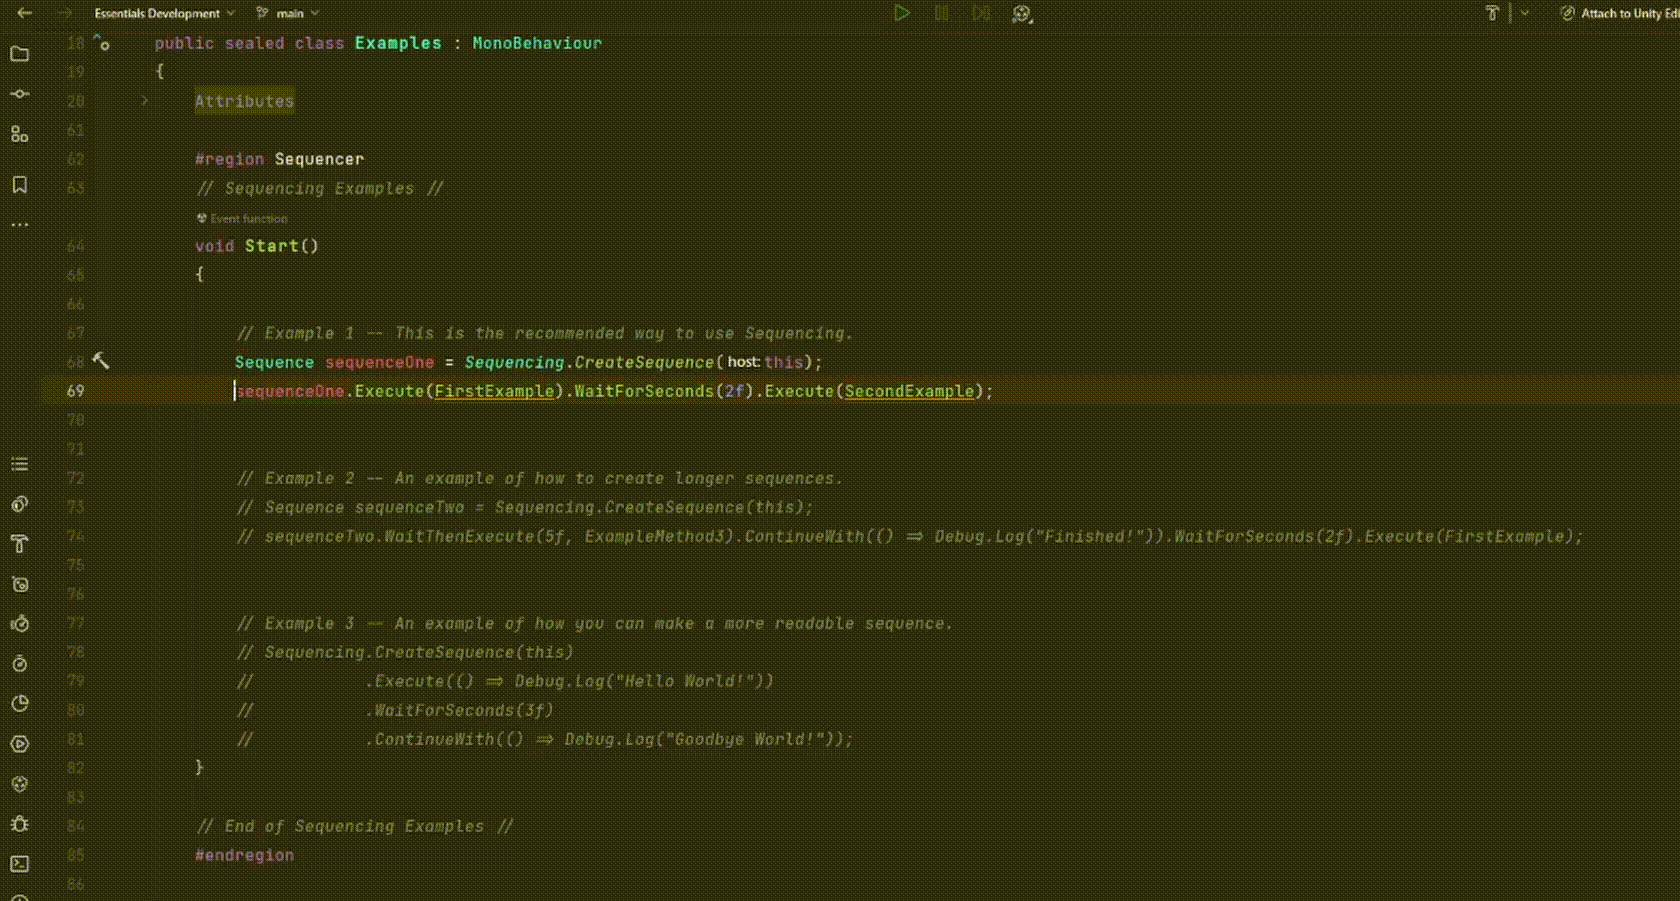 Essentials Development main Attach to Unity Edi
18 public sealed class Examples : MonoBehaviour
19 {
20 Attributes
61
62 #region Sequencer
63 // Sequencing Examples //
Event function
64 void Start()
65 {
66
67 // Example 1 -- This is the recommended way to use Sequencing.
68 Sequence sequenceOne = Sequencing.CreateSequence( host: this);
69 sequenceOne.Execute(FirstExample).WaitForSeconds(2f).Execute(SecondExample);
70
71
72 // Example 2 -- An example of how to create longer sequences.
73 // Sequence sequenceTwo = Sequencing.CreateSequence(this);
74 // sequenceTwo.WaitThenExecute(5f, ExampleMethod3).ContinueWith(() => Debug.Log("Finished!")).WaitForSeconds(2f).Execute(FirstExample);
75
76
77 // Example 3 -- An example of how you can make a more readable sequence.
78 // Sequencing.CreateSequence(this)
79 // .Execute(() => Debug.Log("Hello World!"))
80 // .WaitForSeconds(3f)
81 // .ContinueWith(() => Debug.Log("Goodbye World!"));
82 }
83
84 // End of Sequencing Examples //
85 #endregion
86